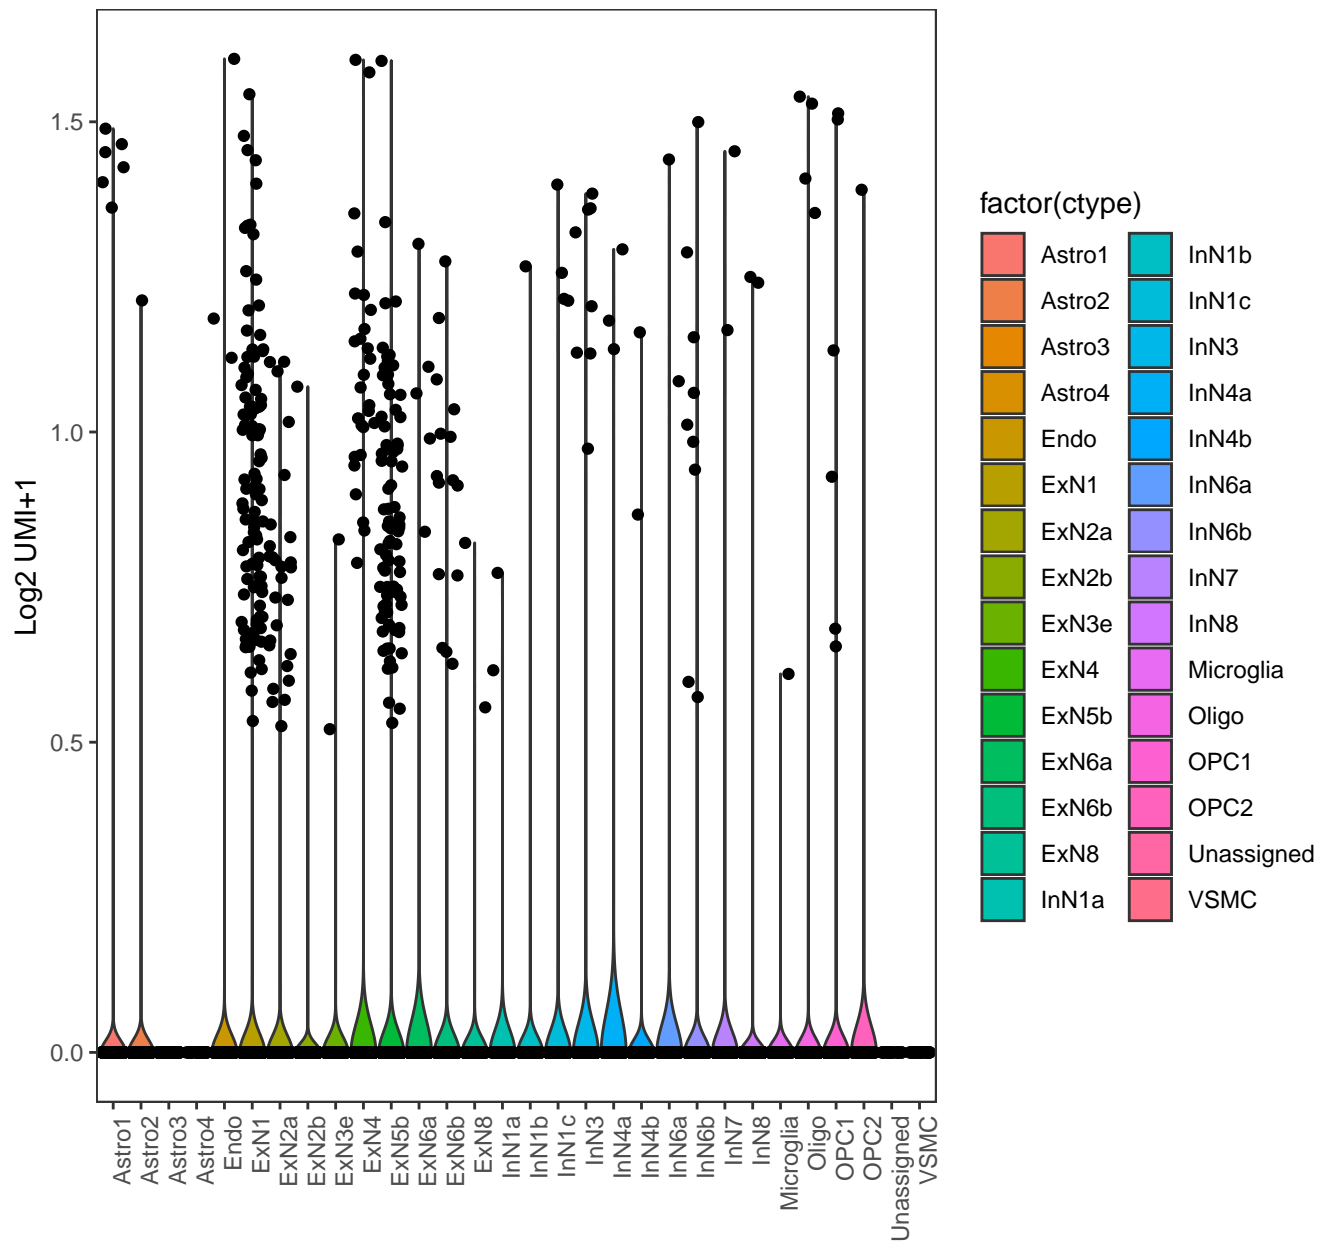 Log2 UMI+1
1.5
1.0
0.5
0.0
Astro1
Astro2
Astro3
Astro4
Endo
ExN1
ExN2a
ExN2b
ExN3e
ExN4
ExN5b
ExN6a
ExN6b
ExN8
InN1a
InN1b
InN1c
InN3
InN4a
InN4b
InN6a
InN6b
InN7
InN8
Microglia
Oligo
OPC1
OPC2
Unassigned
VSMC
factor(ctype)
Astro1
Astro2
Astro3
Astro4
Endo
ExN1
ExN2a
ExN2b
ExN3e
ExN4
ExN5b
ExN6a
ExN6b
ExN8
InN1a
InN1b
InN1c
InN3
InN4a
InN4b
InN6a
InN6b
InN7
InN8
Microglia
Oligo
OPC1
OPC2
Unassigned
VSMC